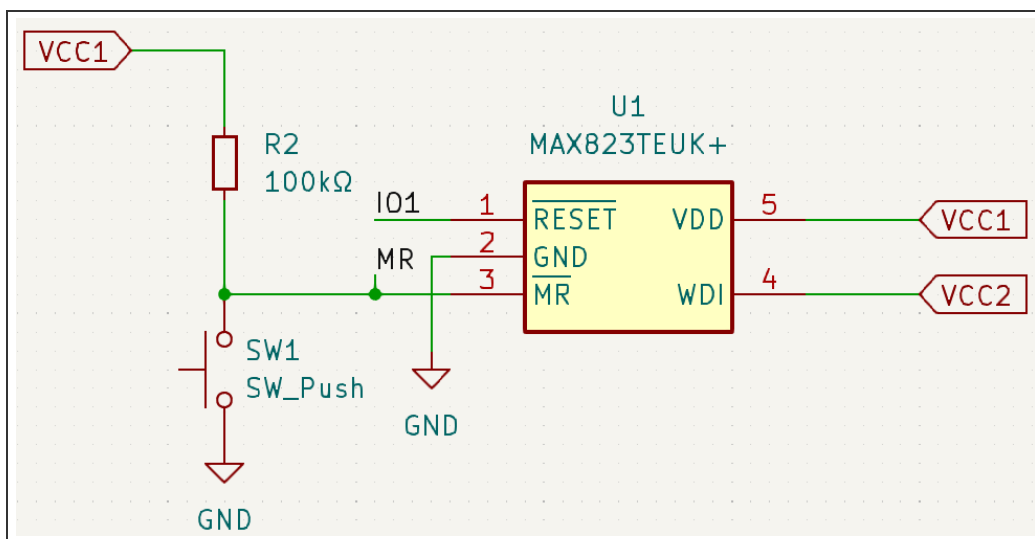 VCC1
R2
100kΩ
U1
MAX823TEUK+
IO1
1
RESET
VDD
5
VCC1
2
GND
MR
3
MR
WDI
4
VCC2
SW1
SW_Push
GND
GND